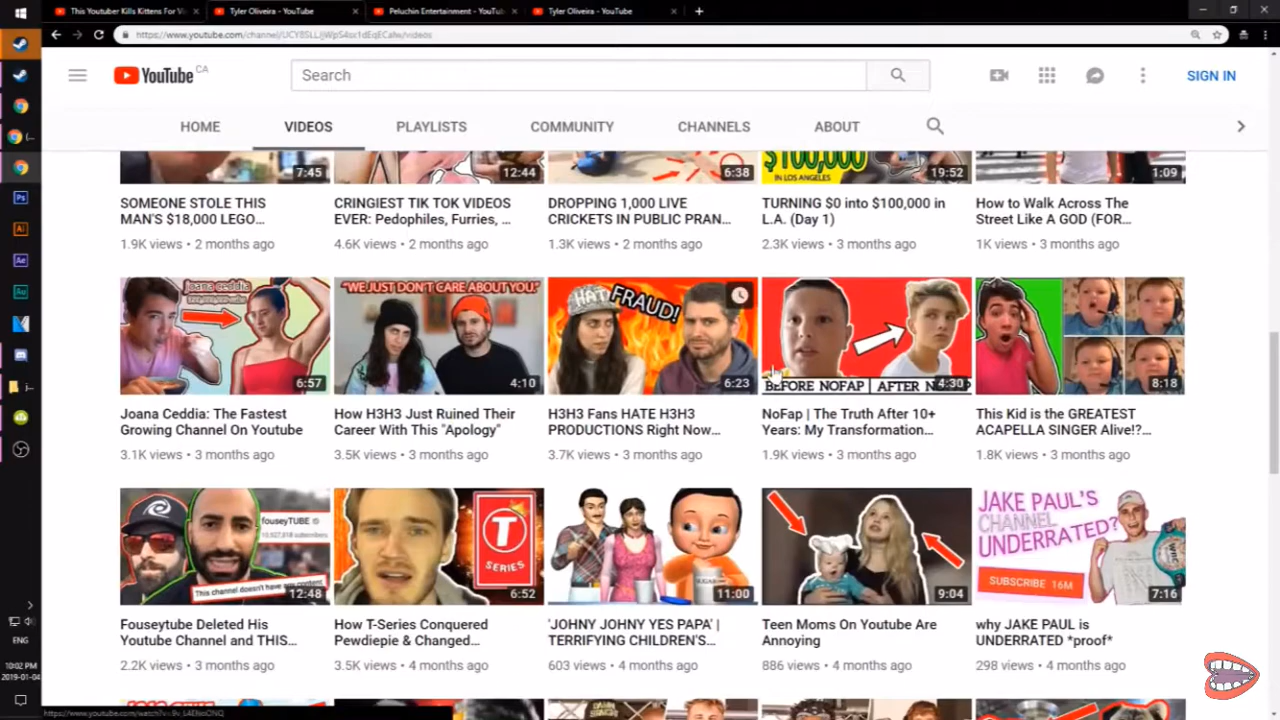 This Youtuber Kills Kittens For Vi
Tyler Oliveira - YouTube
Peluchin Entertainment - YouTub
Tyler Oliveira - YouTube
YouTube CA
Search
SIGN IN
HOME
VIDEOS
PLAYLISTS
COMMUNITY
CHANNELS
ABOUT
7:45
12:44
6:38
$100,000
IN LOS ANGELES
19:52
1:09
SOMEONE STOLE THIS
MAN'S $18,000 LEGO...
1.9K views • 2 months ago
CRINGIEST TIK TOK VIDEOS
EVER: Pedophiles, Furries, ...
4.6K views • 2 months ago
DROPPING 1,000 LIVE
CRICKETS IN PUBLIC PRAN...
1.3K views • 2 months ago
TURNING $0 into $100,000 in
L.A. (Day 1)
2.3K views • 3 months ago
How to Walk Across The
Street Like A GOD (FOR...
1K views • 3 months ago
Joana Ceddia
6:57
"WE JUST DON'T CARE ABOUT YOU."
4:10
HAT FRAUD!
6:23
BEFORE NOFAP | AFTER NOFAP
4:30
8:18
Joana Ceddia: The Fastest
Growing Channel On Youtube
3.1K views • 3 months ago
How H3H3 Just Ruined Their
Career With This "Apology"
3.5K views • 3 months ago
H3H3 Fans HATE H3H3
PRODUCTIONS Right Now...
3.7K views • 3 months ago
NoFap | The Truth After 10+
Years: My Transformation...
1.9K views • 3 months ago
This Kid is the GREATEST
ACAPELLA SINGER Alive!?...
1.8K views • 3 months ago
fouseyTUBE
10,527,818 subscribers
This channel doesn't have any content
12:48
T
SERIES
6:52
SUGAR
11:00
9:04
JAKE PAUL'S
CHANNEL
UNDERRATED?
SUBSCRIBE 16M
7:16
Fouseytube Deleted His
Youtube Channel and THIS...
2.2K views • 3 months ago
How T-Series Conquered
Pewdiepie & Changed...
3.5K views • 4 months ago
'JOHNY JOHNY YES PAPA' |
TERRIFYING CHILDREN'S...
603 views • 4 months ago
Teen Moms On Youtube Are
Annoying
886 views • 4 months ago
why JAKE PAUL is
UNDERRATED *proof*
298 views • 4 months ago
ENG
10:02 PM
2019-01-04